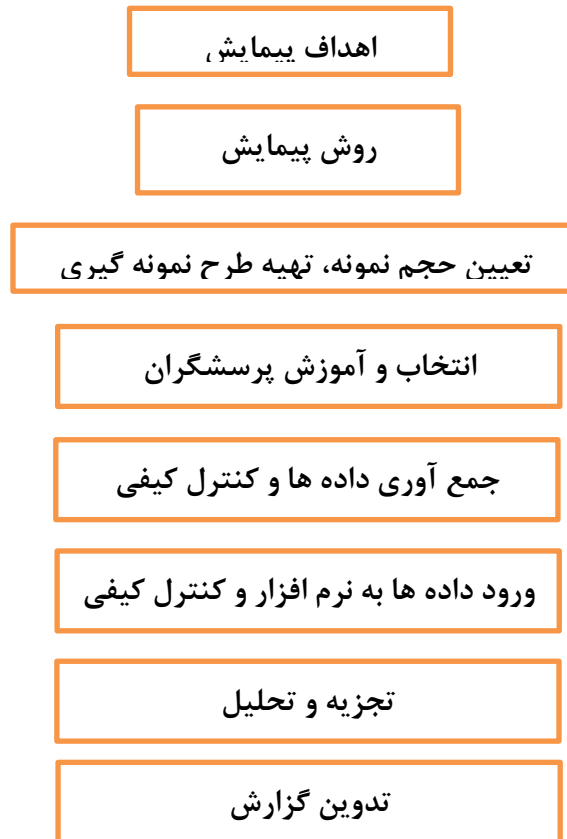 اهداف پیمایش
روش پیمایش
تعیین حجم نمونه، تهیه طرح نمونه گیری
انتخاب و آموزش پرسشگران
جمع آوری داده ها و کنترل کیفی
ورود داده ها به نرم افزار و کنترل کیفی
تجزیه و تحلیل
تدوین گزارش